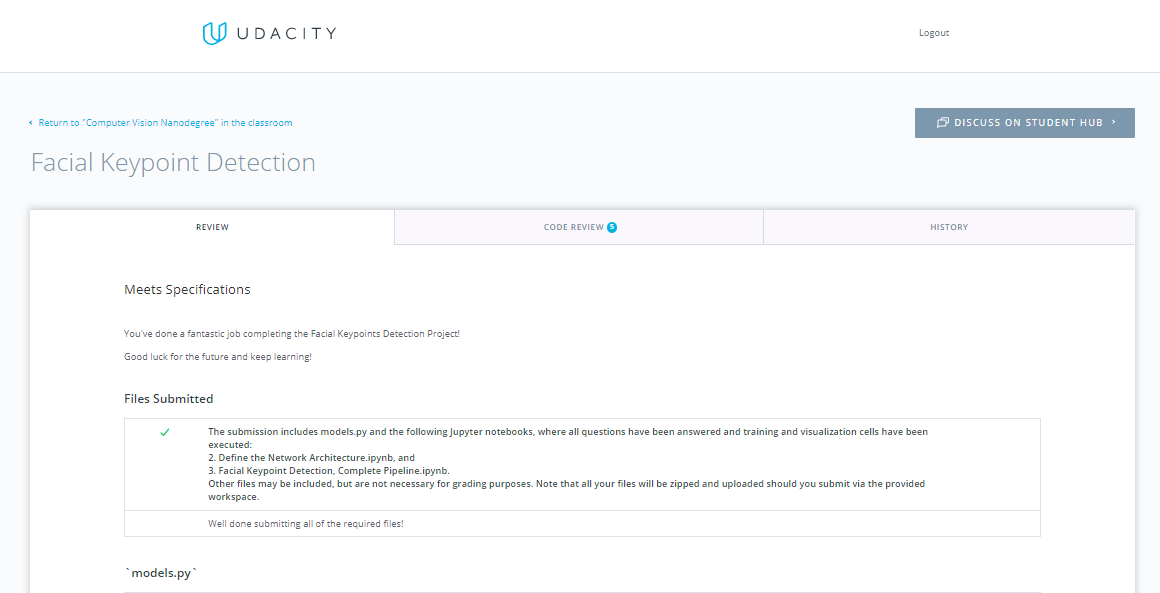 UDACITY
Logout
Return to "Computer Vision Nanodegree" in the classroom
DISCUSS ON STUDENT HUB
Facial Keypoint Detection
REVIEW
CODE REVIEW 5
HISTORY
Meets Specifications
You've done a fantastic job completing the Facial Keypoints Detection Project!
Good luck for the future and keep learning!
Files Submitted
The submission includes models.py and the following Jupyter notebooks, where all questions have been answered and training and visualization cells have been
executed:
2. Define the Network Architecture.ipynb, and
3. Facial Keypoint Detection, Complete Pipeline.ipynb.
Other files may be included, but are not necessary for grading purposes. Note that all your files will be zipped and uploaded should you submit via the provided
workspace.
Well done submitting all of the required files!
`models.py`